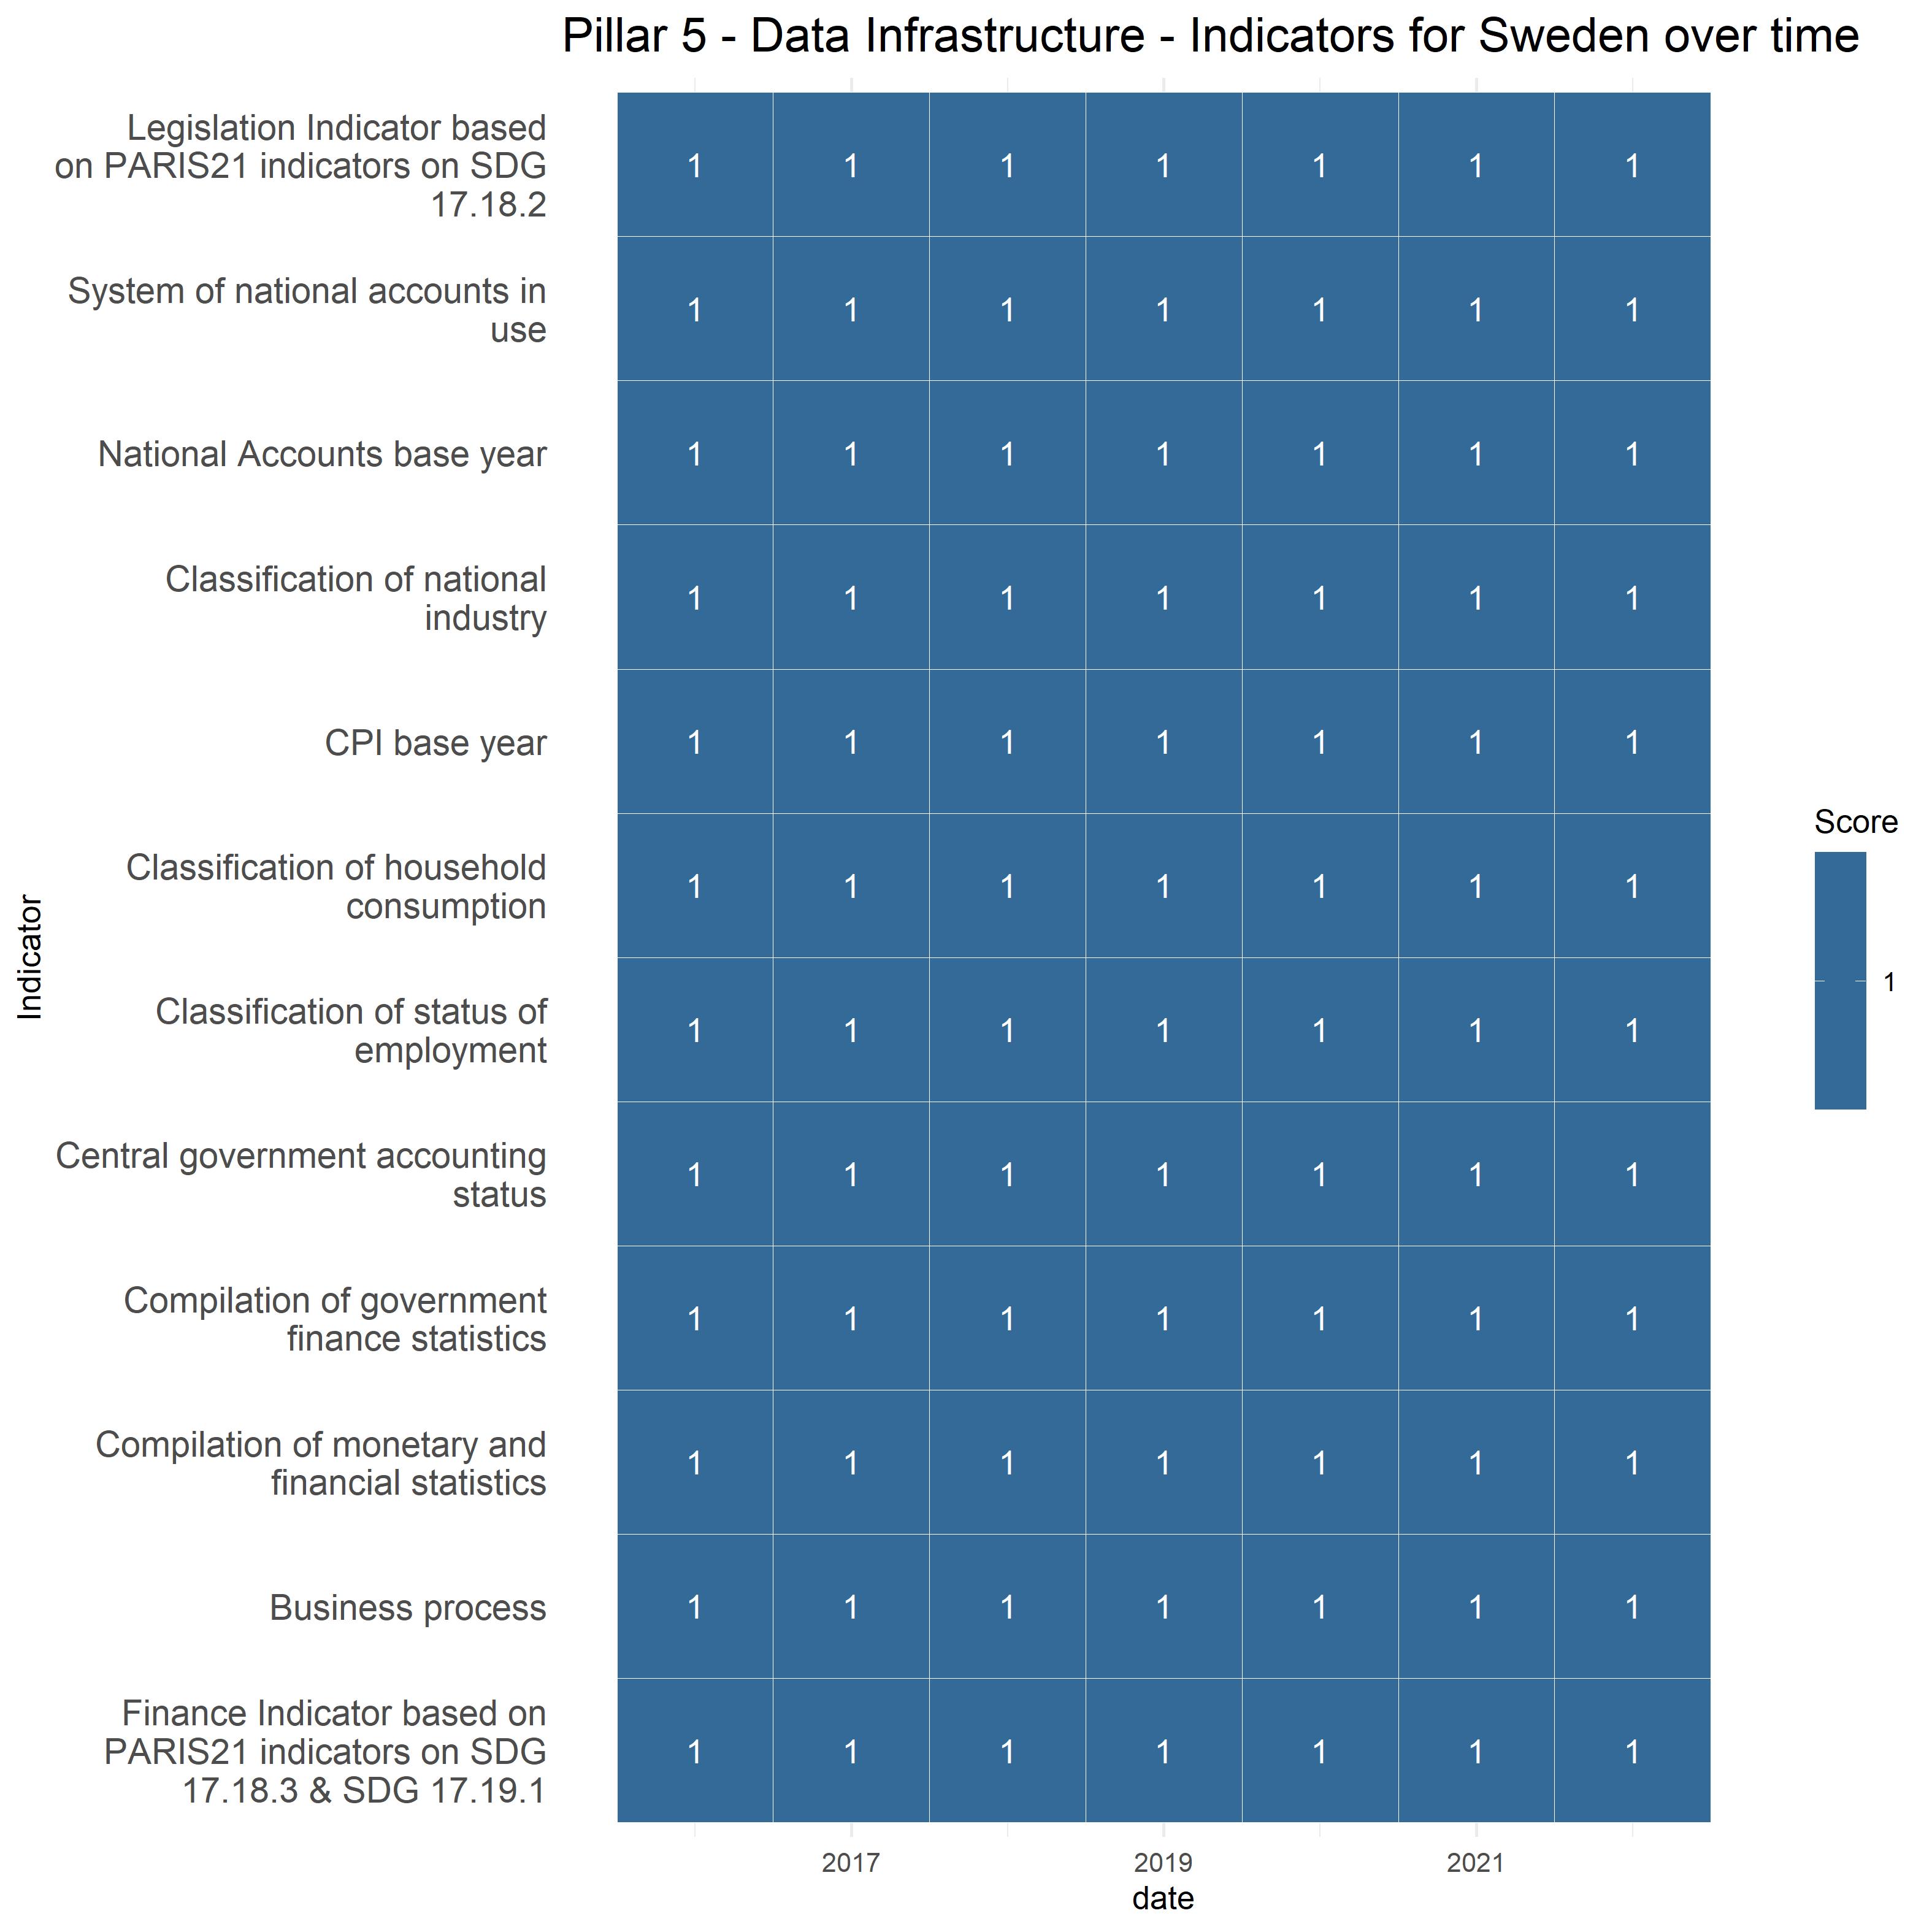 Pillar 5 - Data Infrastructure - Indicators for Sweden over time
Legislation Indicator based
on PARIS21 indicators on SDG
17.18.2
1 1 1 1 1 1 1
System of national accounts in
use
1 1 1 1 1 1 1
National Accounts base year
1 1 1 1 1 1 1
Classification of national
industry
1 1 1 1 1 1 1
CPI base year
1 1 1 1 1 1 1
Classification of household
consumption
1 1 1 1 1 1 1
Classification of status of
employment
1 1 1 1 1 1 1
Central government accounting
status
1 1 1 1 1 1 1
Compilation of government
finance statistics
1 1 1 1 1 1 1
Compilation of monetary and
financial statistics
1 1 1 1 1 1 1
Business process
1 1 1 1 1 1 1
Finance Indicator based on
PARIS21 indicators on SDG
17.18.3 & SDG 17.19.1
1 1 1 1 1 1 1
Indicator
2017 2019 2021
date
Score
1